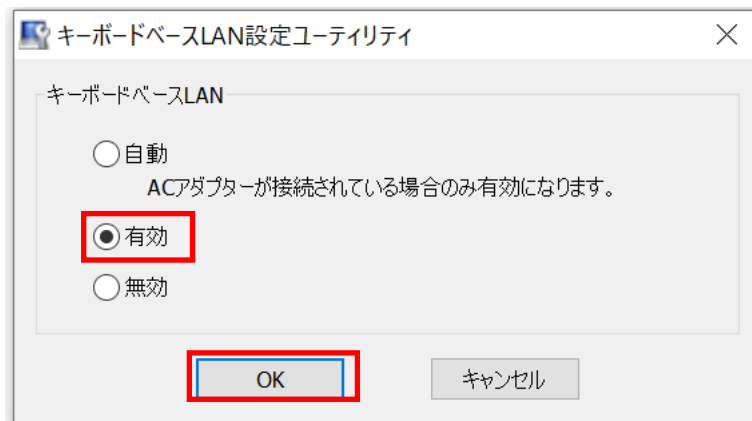 キーボードベースLAN設定ユーティリティ
キーボードベースLAN
自動
ACアダプターが接続されている場合のみ有効になります。
有効
無効
OK
キャンセル